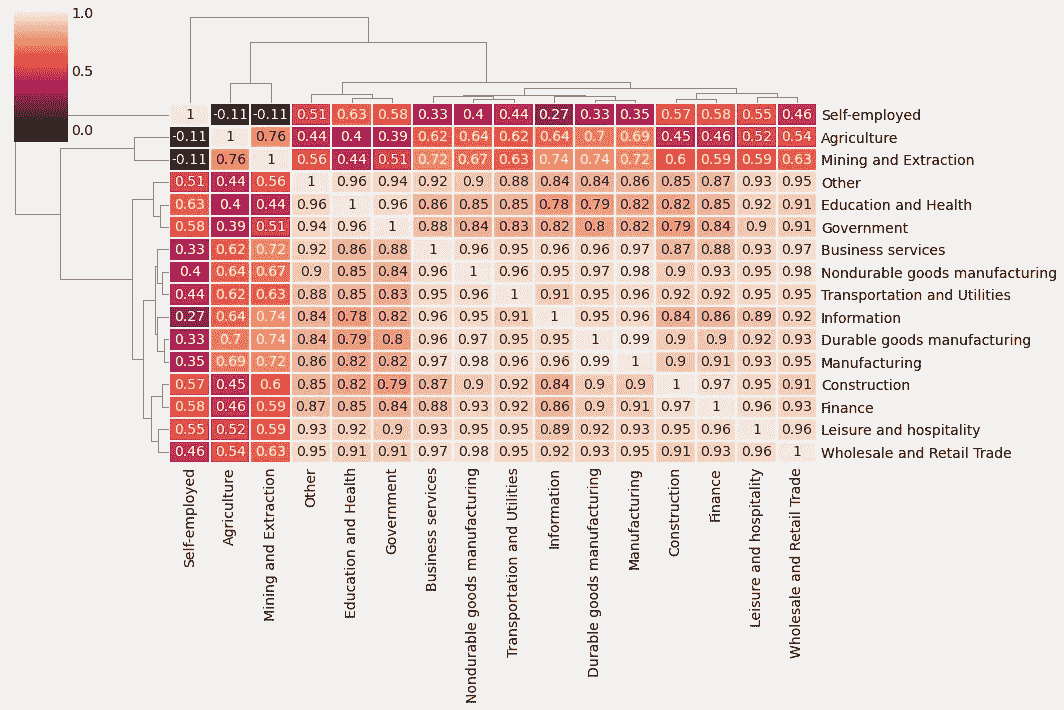 1.0
0.5
0.0
1 -0.11 -0.11 0.51 0.63 0.58 0.33 0.4 0.44 0.27 0.33 0.35 0.57 0.58 0.55 0.46 Self-employed
-0.11 1 0.76 0.44 0.4 0.39 0.62 0.64 0.62 0.64 0.7 0.69 0.45 0.46 0.52 0.54 Agriculture
-0.11 0.76 1 0.56 0.44 0.51 0.72 0.67 0.63 0.74 0.74 0.72 0.6 0.59 0.59 0.63 Mining and Extraction
0.51 0.44 0.56 1 0.96 0.94 0.92 0.9 0.88 0.84 0.84 0.86 0.85 0.87 0.93 0.95 Other
0.63 0.4 0.44 0.96 1 0.96 0.86 0.85 0.85 0.78 0.79 0.82 0.82 0.85 0.92 0.91 Education and Health
0.58 0.39 0.51 0.94 0.96 1 0.88 0.84 0.83 0.82 0.8 0.82 0.79 0.84 0.9 0.91 Government
0.33 0.62 0.72 0.92 0.86 0.88 1 0.96 0.95 0.96 0.96 0.97 0.87 0.88 0.93 0.97 Business services
0.4 0.64 0.67 0.9 0.85 0.84 0.96 1 0.96 0.95 0.97 0.98 0.9 0.93 0.95 0.98 Nondurable goods manufacturing
0.44 0.62 0.63 0.88 0.85 0.83 0.95 0.96 1 0.91 0.95 0.96 0.92 0.92 0.95 0.95 Transportation and Utilities
0.27 0.64 0.74 0.84 0.78 0.82 0.96 0.95 0.91 1 0.95 0.96 0.84 0.86 0.89 0.92 Information
0.33 0.7 0.74 0.84 0.79 0.8 0.96 0.97 0.95 0.95 1 0.99 0.9 0.9 0.92 0.93 Durable goods manufacturing
0.35 0.69 0.72 0.86 0.82 0.82 0.97 0.98 0.96 0.96 0.99 1 0.9 0.91 0.93 0.95 Manufacturing
0.57 0.45 0.6 0.85 0.82 0.79 0.87 0.9 0.92 0.84 0.9 0.9 1 0.97 0.95 0.91 Construction
0.58 0.46 0.59 0.87 0.85 0.84 0.88 0.93 0.92 0.86 0.9 0.91 0.97 1 0.96 0.93 Finance
0.55 0.52 0.59 0.93 0.92 0.9 0.93 0.95 0.95 0.89 0.92 0.93 0.95 0.96 1 0.96 Leisure and hospitality
0.46 0.54 0.63 0.95 0.91 0.91 0.97 0.98 0.95 0.92 0.93 0.95 0.91 0.93 0.96 1 Wholesale and Retail Trade
Self-employed
Agriculture
Mining and Extraction
Other
Education and Health
Government
Business services
Nondurable goods manufacturing
Transportation and Utilities
Information
Durable goods manufacturing
Manufacturing
Construction
Finance
Leisure and hospitality
Wholesale and Retail Trade